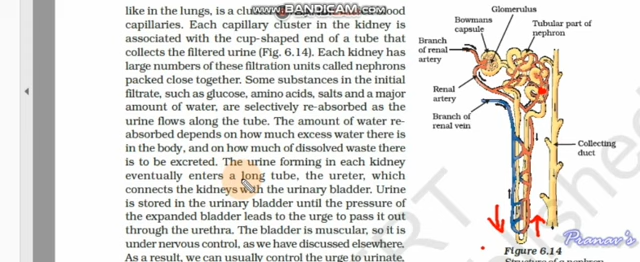 like in the lungs, is a clus
blood
www.BANDICAM.com
capillaries. Each capillary cluster in the kidney is
associated with the cup-shaped end of a tube that
collects the filtered urine (Fig. 6.14). Each kidney has
large numbers of these filtration units called nephrons
packed close together. Some substances in the initial
filtrate, such as glucose, amino acids, salts and a major
amount of water, are selectively re-absorbed as the
urine flows along the tube. The amount of water re-
absorbed depends on how much excess water there is
in the body, and on how much of dissolved waste there
is to be excreted. The urine forming in each kidney
eventually enters a long tube, the ureter, which
connects the kidneys with the urinary bladder. Urine
is stored in the urinary bladder until the pressure of
the expanded bladder leads to the urge to pass it out
through the urethra. The bladder is muscular, so it is
under nervous control, as we have discussed elsewhere.
As a result, we can usually control the urge to urinate.
Glomerulus
Bowmans
capsule
Tubular part of
nephron
Branch
of renal
artery
Renal
artery
Branch of
renal vein
Collecting
duct
Figure 6.14
Structure of a nephron
Pranav's